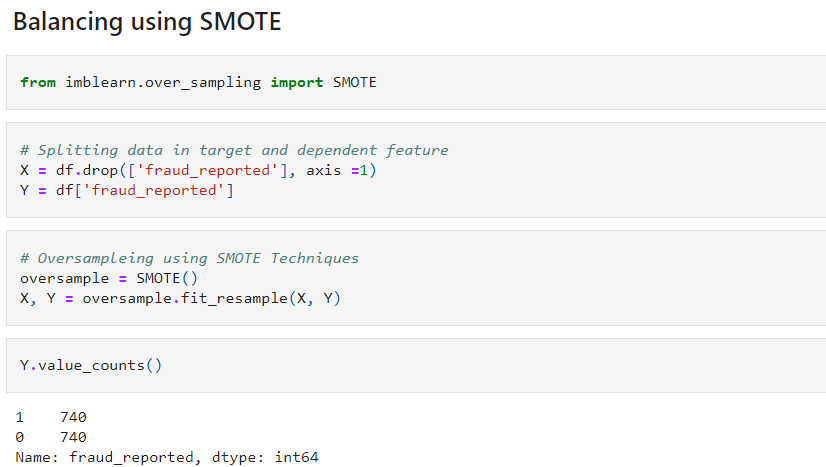 Balancing using SMOTE
from imblearn.over_sampling import SMOTE
# Splitting data in target and dependent feature
X = df.drop(['fraud_reported'], axis =1)
Y = df['fraud_reported']
# Oversampleing using SMOTE Techniques
oversample = SMOTE()
X, Y = oversample.fit_resample(X, Y)
Y.value_counts()
1    740
0    740
Name: fraud_reported, dtype: int64